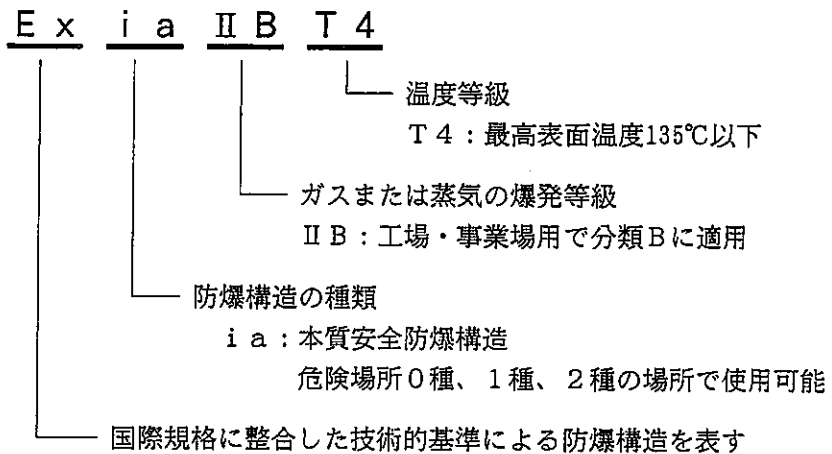 Ｅｘ ｉａ ⅡＢ Ｔ４
温度等級
Ｔ４：最高表面温度135℃以下
ガスまたは蒸気の爆発等級
ⅡＢ：工場・事業場用で分類Ｂに適用
防爆構造の種類
ｉａ：本質安全防爆構造
危険場所０種、１種、２種の場所で使用可能
国際規格に整合した技術的基準による防爆構造を表す